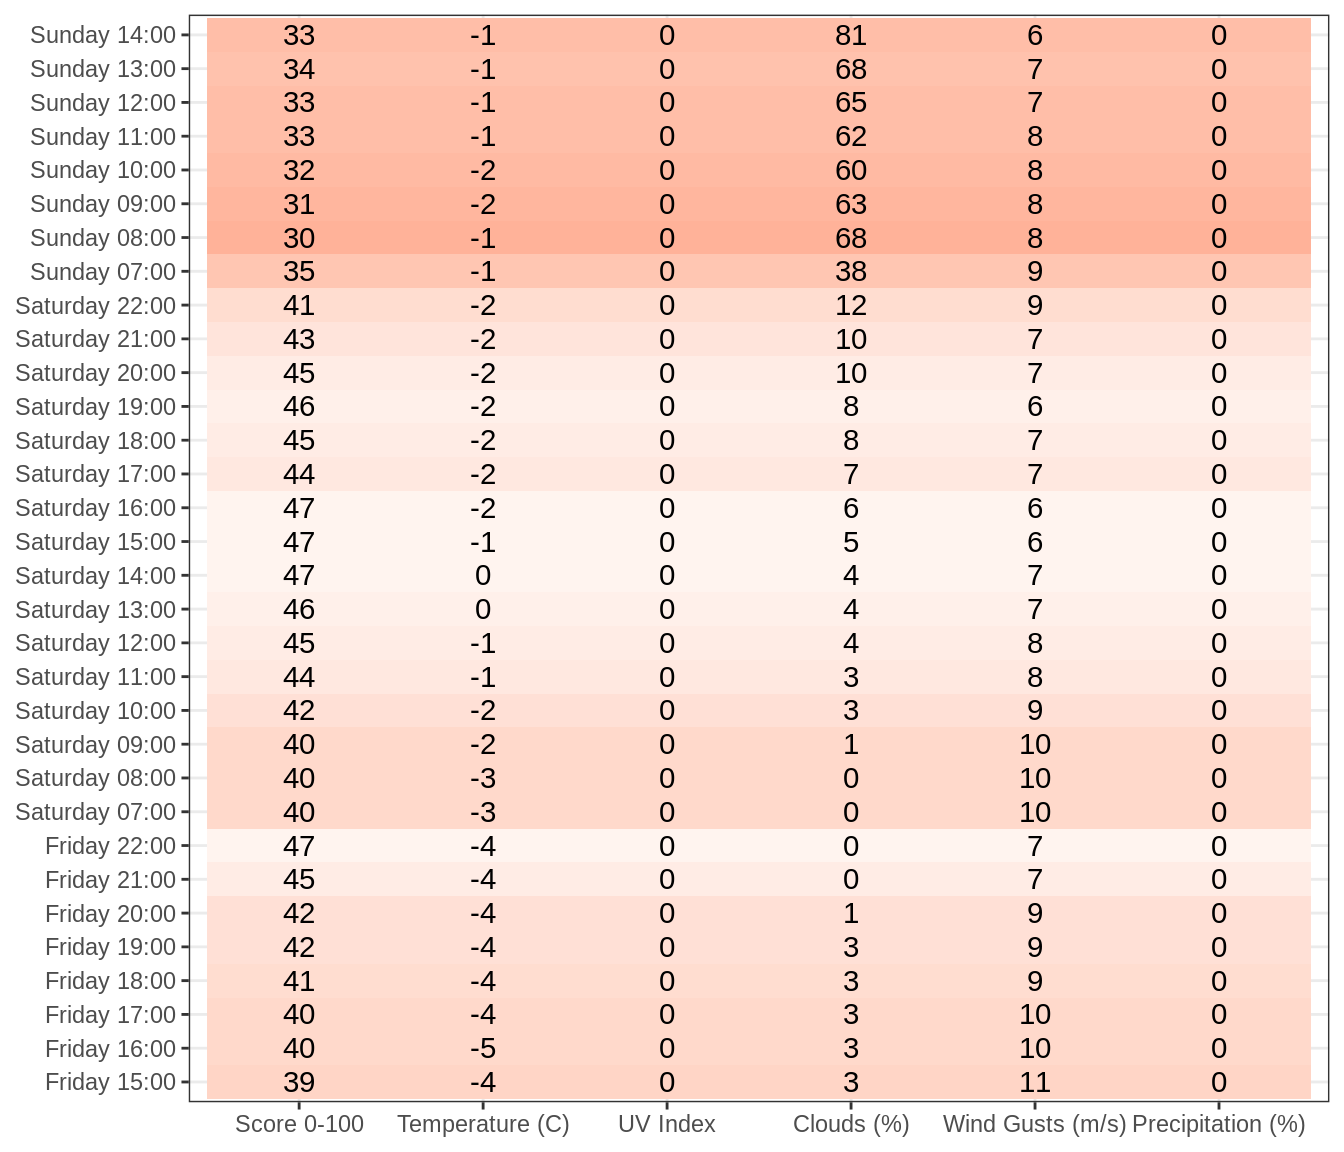 Sunday 14:00 33 -1 0 81 6 0
Sunday 13:00 34 -1 0 68 7 0
Sunday 12:00 33 -1 0 65 7 0
Sunday 11:00 33 -1 0 62 8 0
Sunday 10:00 32 -2 0 60 8 0
Sunday 09:00 31 -2 0 63 8 0
Sunday 08:00 30 -1 0 68 8 0
Sunday 07:00 35 -1 0 38 9 0
Saturday 22:00 41 -2 0 12 9 0
Saturday 21:00 43 -2 0 10 7 0
Saturday 20:00 45 -2 0 10 7 0
Saturday 19:00 46 -2 0 8 6 0
Saturday 18:00 45 -2 0 8 7 0
Saturday 17:00 44 -2 0 7 7 0
Saturday 16:00 47 -2 0 6 6 0
Saturday 15:00 47 -1 0 5 6 0
Saturday 14:00 47 0 0 4 7 0
Saturday 13:00 46 0 0 4 7 0
Saturday 12:00 45 -1 0 4 8 0
Saturday 11:00 44 -1 0 3 8 0
Saturday 10:00 42 -2 0 3 9 0
Saturday 09:00 40 -2 0 1 10 0
Saturday 08:00 40 -3 0 0 10 0
Saturday 07:00 40 -3 0 0 10 0
Friday 22:00 47 -4 0 0 7 0
Friday 21:00 45 -4 0 0 7 0
Friday 20:00 42 -4 0 1 9 0
Friday 19:00 42 -4 0 3 9 0
Friday 18:00 41 -4 0 3 9 0
Friday 17:00 40 -4 0 3 10 0
Friday 16:00 40 -5 0 3 10 0
Friday 15:00 39 -4 0 3 11 0
Score 0-100 Temperature (C) UV Index Clouds (%) Wind Gusts (m/s) Precipitation (%)